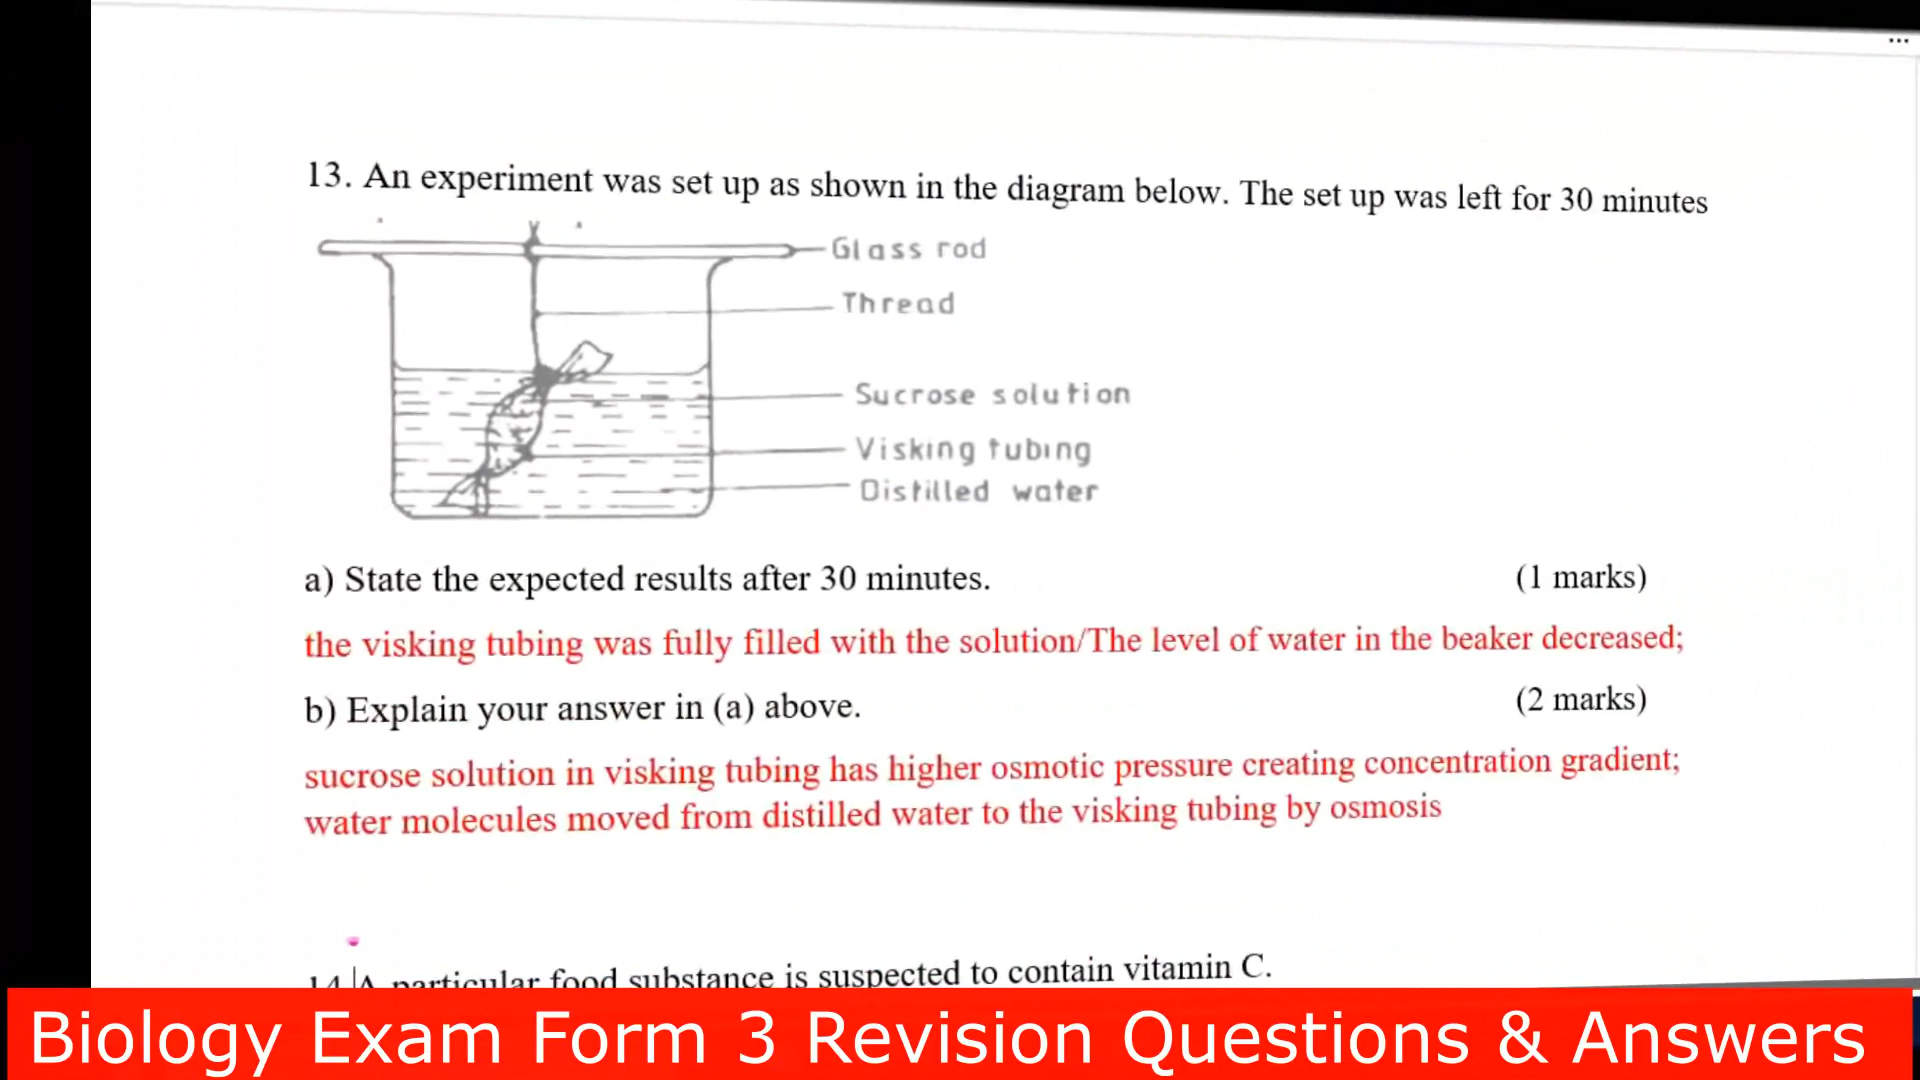 ...
13. An experiment was set up as shown in the diagram below. The set up was left for 30 minutes
Glass rod
Thread
Sucrose solution
Visking tubing
Distilled water
a) State the expected results after 30 minutes. (1 marks)
the visking tubing was fully filled with the solution/The level of water in the beaker decreased;
b) Explain your answer in (a) above. (2 marks)
sucrose solution in visking tubing has higher osmotic pressure creating concentration gradient;
water molecules moved from distilled water to the visking tubing by osmosis
14. A particular food substance is suspected to contain vitamin C.
Biology Exam Form 3 Revision Questions & Answers